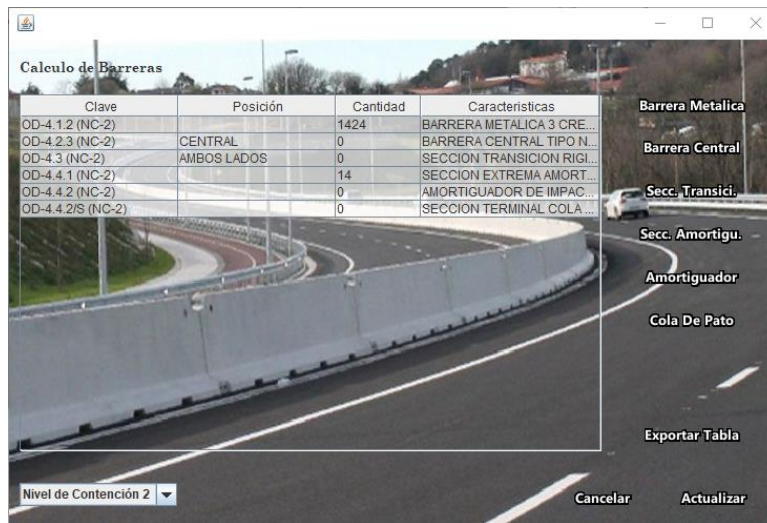 Calculo de Barreras
Clave Posición Cantidad Caracteristicas
OD-4.1.2 (NC-2) 1424 BARRERA METALICA 3 CRE...
OD-4.2.3 (NC-2) CENTRAL 0 BARRERA CENTRAL TIPO N...
OD-4.3 (NC-2) AMBOS LADOS 0 SECCION TRANSICION RIGI...
OD-4.4.1 (NC-2) 14 SECCION EXTREMA AMORT...
OD-4.4.2 (NC-2) 0 AMORTIGUADOR DE IMPAC...
OD-4.4.2/S (NC-2) 0 SECCION TERMINAL COLA ...
Barrera Metalica
Barrera Central
Secc. Transici.
Secc. Amortigu.
Amortiguador
Cola De Pato
Exportar Tabla
Nivel de Contención 2
Cancelar Actualizar